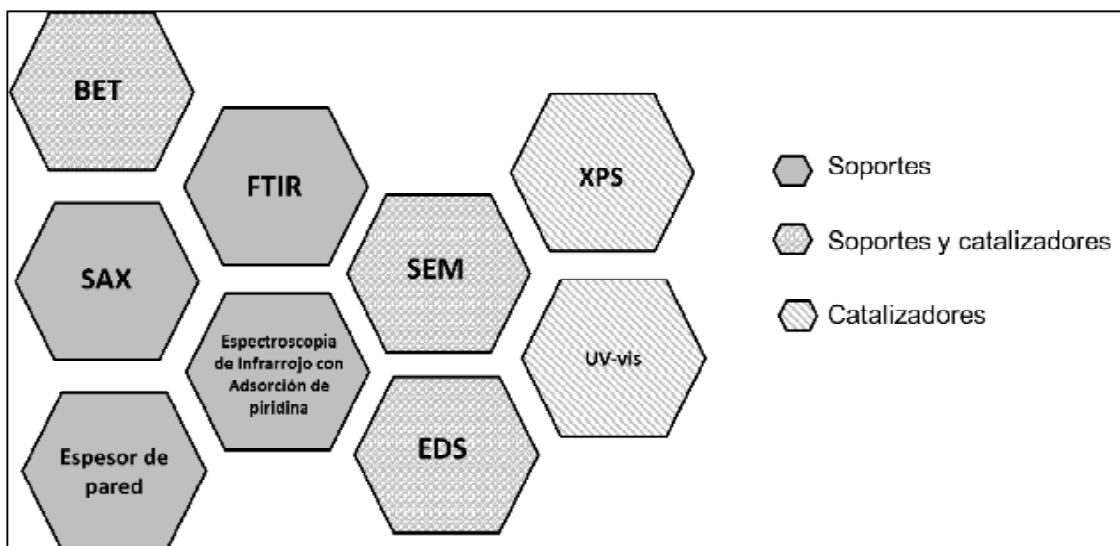 BET
FTIR
XPS
SAX
SEM
Espectroscopia
de Infrarrojo con
Adsorción de
piridina
UV-vis
Espesor de
pared
EDS
Soportes
Soportes y catalizadores
Catalizadores